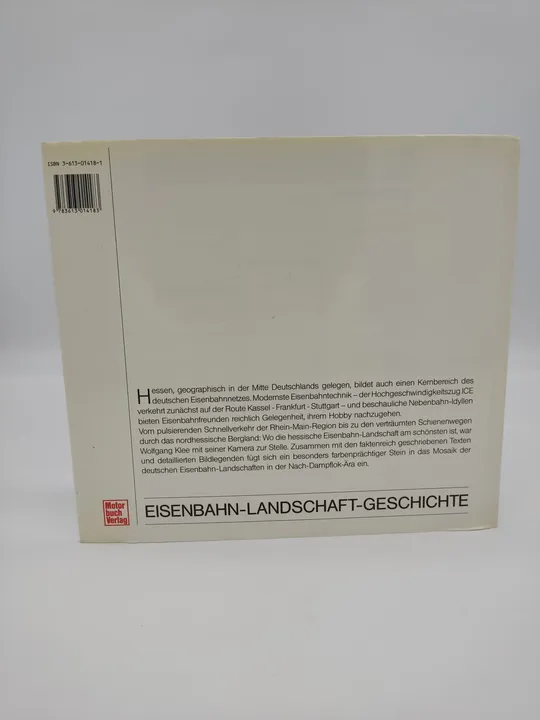 ISBN 3-613-01418-1
9 783613 014183
Hessen, geographisch in der Mitte Deutschlands gelegen, bildet auch einen Kernbereich des
deutschen Eisenbahnnetzes. Modernste Eisenbahntechnik – der Hochgeschwindigkeitszug ICE
verkehrt zunächst auf der Route Kassel - Frankfurt - Stuttgart – und beschauliche Nebenbahn-Idyllen
bieten Eisenbahnfreunden reichlich Gelegenheit, ihrem Hobby nachzugehen.
Vom pulsierenden Schnellverkehr der Rhein-Main-Region bis zu den verträumten Schienenwegen
durch das nordhessische Bergland: Wo die hessische Eisenbahn-Landschaft am schönsten ist, war
Wolfgang Klee mit seiner Kamera zur Stelle. Zusammen mit den faktenreich geschriebenen Texten
und detaillierten Bildlegenden fügt sich ein besonders farbenprächtiger Stein in das Mosaik der
deutschen Eisenbahn-Landschaften in der Nach-Dampflok-Ära ein.
Motor
buch
Verlag
EISENBAHN-LANDSCHAFT-GESCHICHTE